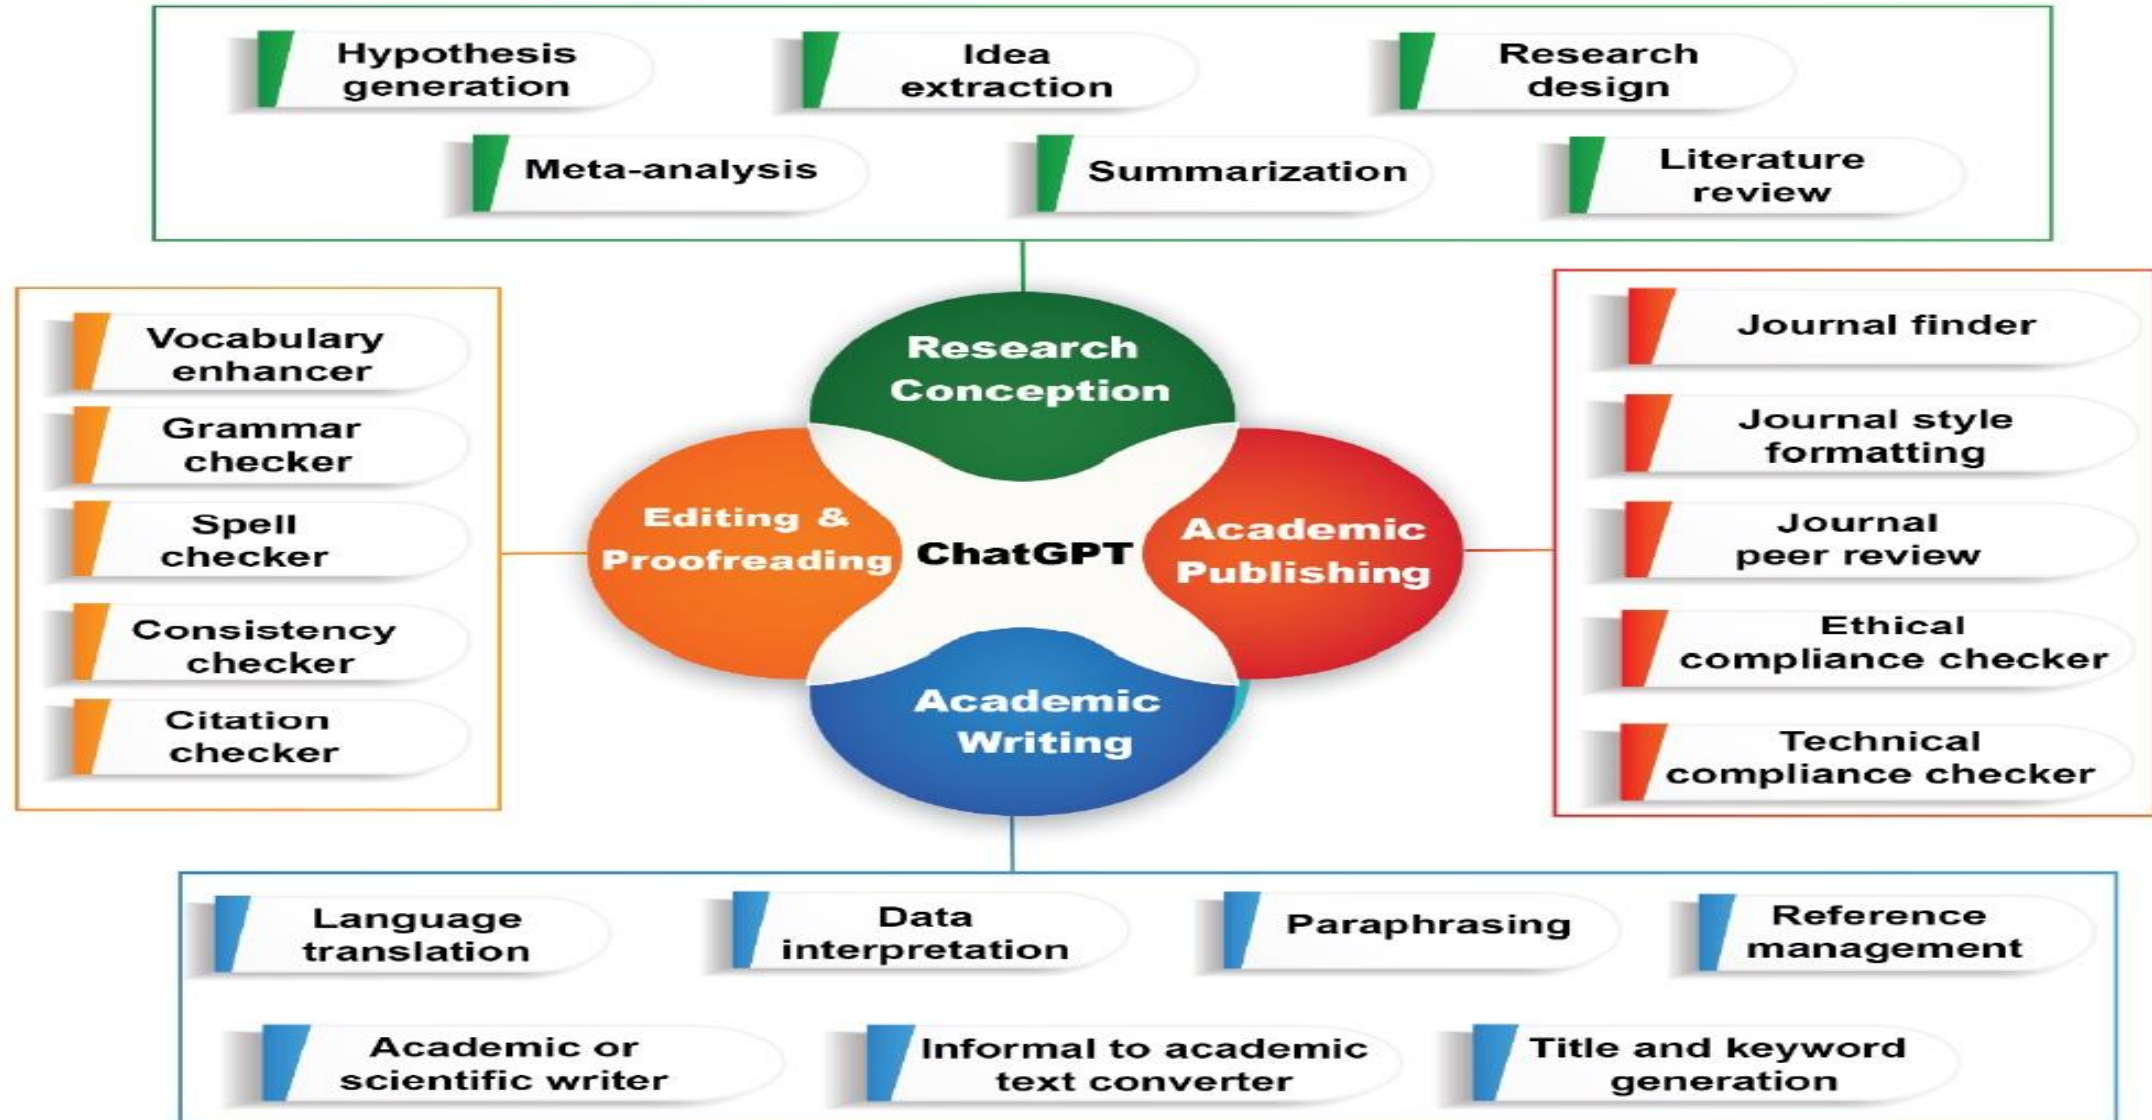 Hypothesis
generation
Idea
extraction
Research
design
Meta-analysis
Summarization
Literature
review
Vocabulary
enhancer
Grammar
checker
Spell
checker
Consistency
checker
Citation
checker
Research
Conception
Editing &
Proofreading
ChatGPT
Academic
Publishing
Academic
Writing
Journal finder
Journal style
formatting
Journal
peer review
Ethical
compliance checker
Technical
compliance checker
Language
translation
Data
interpretation
Paraphrasing
Reference
management
Academic or
scientific writer
Informal to academic
text converter
Title and keyword
generation